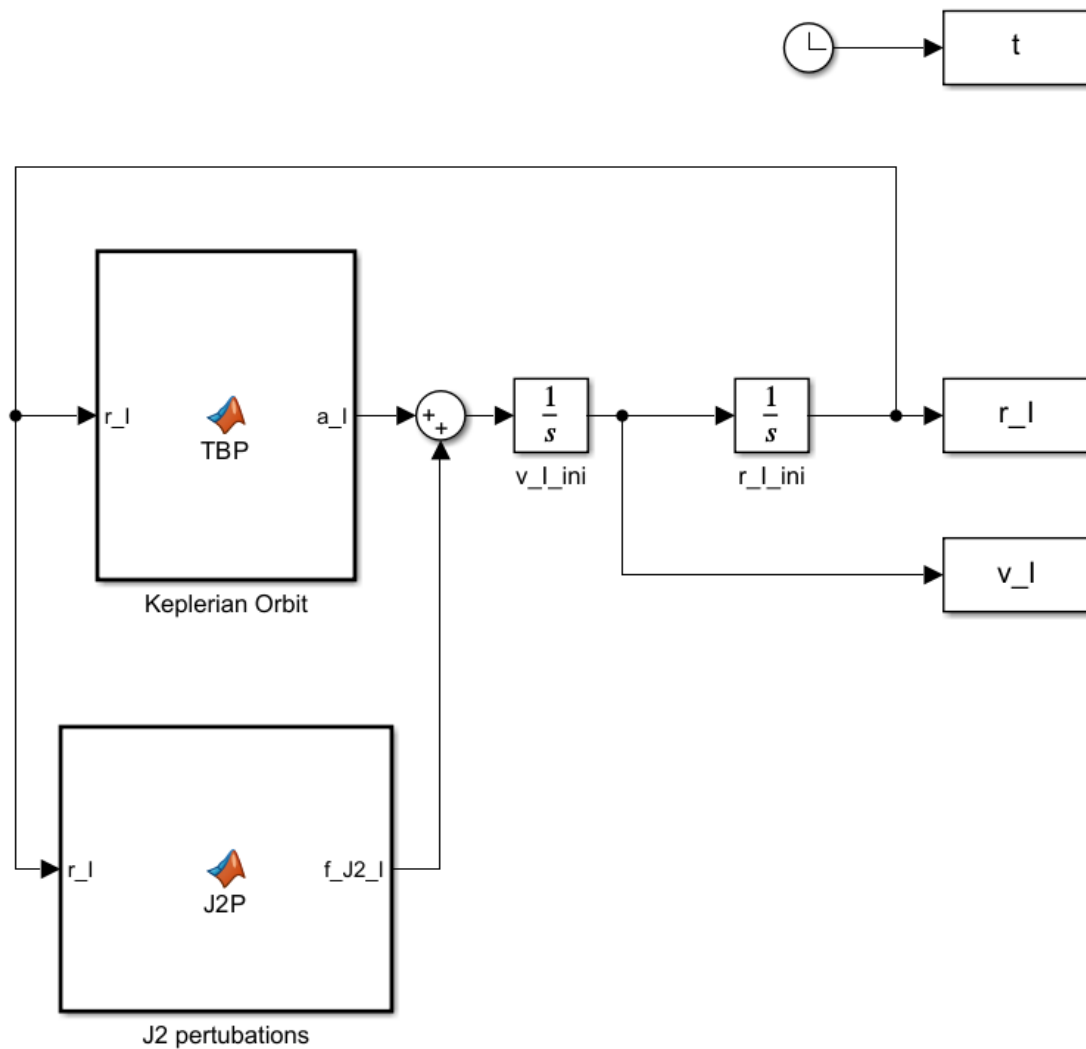 t
r_I
a_I
TBP
Keplerian Orbit
+
+
1
s
v_I_ini
1
s
r_I_ini
r_I
v_I
r_I
f_J2_I
J2P
J2 pertubations